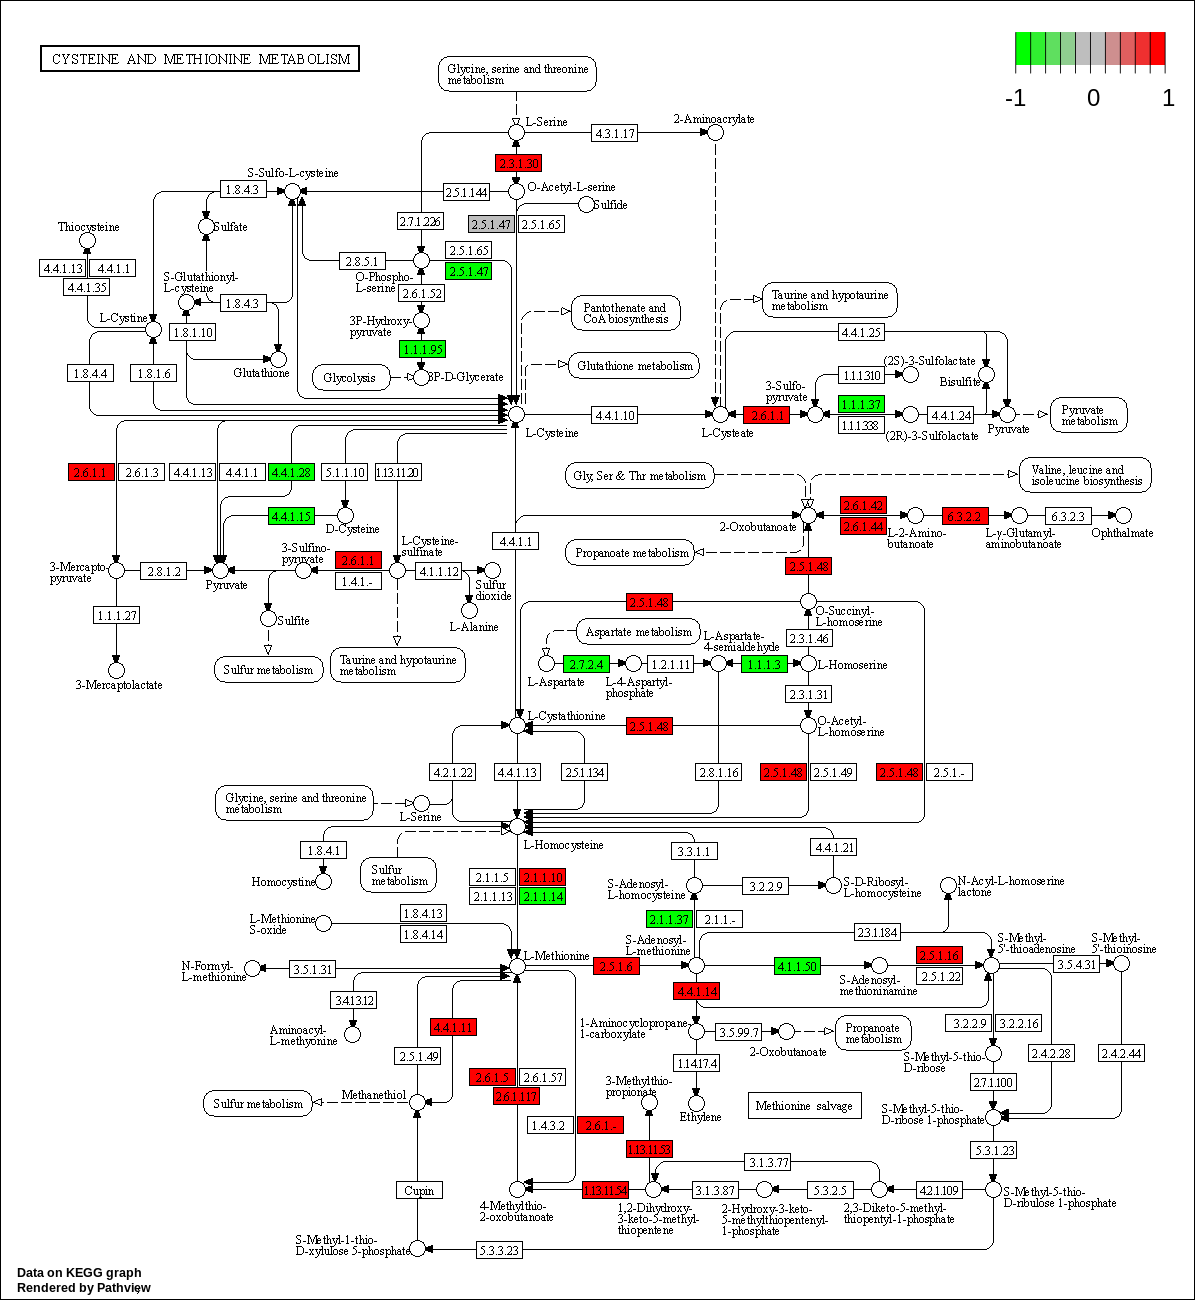 CYSTEINE AND METHIONINE METABOLISM
-1 0 1
Glycine, serine and threonine
metabolism
L-Serine
4.3.1.17
2-Aminoacrylate
2.3.1.30
S-Sulfo-L-cysteine
1.8.4.3
2.5.1.144
O-Acetyl-L-serine
Sulfide
Thiocysteine
Sulfate
2.7.1.226
2.5.1.47
2.5.1.65
4.4.1.13
4.4.1.1
4.4.1.35
2.8.5.1
2.5.1.65
2.5.1.47
S-Glutathionyl-
L-cysteine
O-Phospho-
L-serine
2.6.1.52
1.8.4.3
Pantothenate and
CoA biosynthesis
Taurine and hypotaurine
metabolism
L-Cystine
1.8.1.10
3P-Hydroxy-
pyruvate
4.4.1.25
1.1.1.95
Glutathione
1.8.4.4
1.8.1.6
Glycolysis
3P-D-Glycerate
Glutathione metabolism
1.1.1.310
(2S)-3-Sulfolactate
Bisulfite
3-Sulfo-
pyruvate
1.1.1.37
1.1.1.338
L-Cysteine
4.4.1.10
L-Cysteate
2.6.1.1
(2R)-3-Sulfolactate
4.4.1.24
Pyruvate
Pyruvate
metabolism
2.6.1.1
2.6.1.3
4.4.1.13
4.4.1.1
4.4.1.28
5.1.1.10
1.13.11.20
Gly, Ser & Thr metabolism
Valine, leucine and
isoleucine biosynthesis
4.4.1.15
D-Cysteine
2-Oxobutanoate
2.6.1.42
2.6.1.44
L-2-Amino-
butanoate
6.3.2.2
L-γ-Glutamyl-
aminobutanoate
6.3.2.3
Ophthalmate
4.4.1.1
Propanoate metabolism
3-Mercapto-
pyruvate
2.8.1.2
Pyruvate
3-Sulfino-
pyruvate
2.6.1.1
1.4.1.-
L-Cysteine-
sulfinate
4.1.1.12
Sulfur
dioxide
2.5.1.48
1.1.1.27
Sulfite
L-Alanine
2.5.1.48
O-Succinyl-
L-homoserine
Aspartate metabolism
L-Aspartate-
4-semialdehyde
2.3.1.46
3-Mercaptolactate
Sulfur metabolism
Taurine and hypotaurine
metabolism
L-Aspartate
2.7.2.4
L-4-Aspartyl-
phosphate
1.2.1.11
1.1.1.3
L-Homoserine
2.3.1.31
L-Cystathionine
2.5.1.48
O-Acetyl-
L-homoserine
4.2.1.22
4.4.1.13
2.5.1.134
2.8.1.16
2.5.1.48
2.5.1.49
2.5.1.48
2.5.1.-
Glycine, serine and threonine
metabolism
L-Serine
L-Homocysteine
1.8.4.1
Sulfur
metabolism
3.3.1.1
4.4.1.21
Homocystine
2.1.1.5
2.1.1.10
2.1.1.13
2.1.1.14
S-Adenosyl-
L-homocysteine
3.2.2.9
S-D-Ribosyl-
L-homocysteine
N-Acyl-L-homoserine
lactone
L-Methionine
S-oxide
1.8.4.13
1.8.4.14
2.1.1.37
2.1.1.-
2.3.1.184
N-Formyl-
L-methionine
3.5.1.31
L-Methionine
2.5.1.6
S-Adenosyl-
L-methionine
4.1.1.50
S-Adenosyl-
methioninamine
2.5.1.16
2.5.1.22
S-Methyl-
5'-thioadenosine
3.5.4.31
S-Methyl-
5'-thioinosine
3.4.13.12
4.4.1.14
Aminoacyl-
L-methyonine
4.4.1.11
1-Aminocyclopropane-
1-carboxylate
3.5.99.7
2-Oxobutanoate
Propanoate
metabolism
3.2.2.9
3.2.2.16
2.5.1.49
1.14.17.4
S-Methyl-5-thio-
D-ribose
2.4.2.28
2.4.2.44
2.6.1.5
2.6.1.57
2.6.1.117
3-Methylthio-
propionate
2.7.1.100
Sulfur metabolism
Methanethiol
Ethylene
Methionine salvage
S-Methyl-5-thio-
D-ribose 1-phosphate
1.4.3.2
2.6.1.-
1.13.11.53
5.3.1.23
3.1.3.77
Cupin
1.13.11.54
3.1.3.87
5.3.2.5
4.2.1.109
4-Methylthio-
2-oxobutanoate
1,2-Dihydroxy-
3-keto-5-methyl-
thiopentene
2-Hydroxy-3-keto-
5-methylthiopentenyl-
1-phosphate
2,3-Diketo-5-methyl-
thiopentyl-1-phosphate
S-Methyl-5-thio-
D-ribulose 1-phosphate
S-Methyl-1-thio-
D-xylulose 5-phosphate
5.3.3.23
Data on KEGG graph
Rendered by Pathview